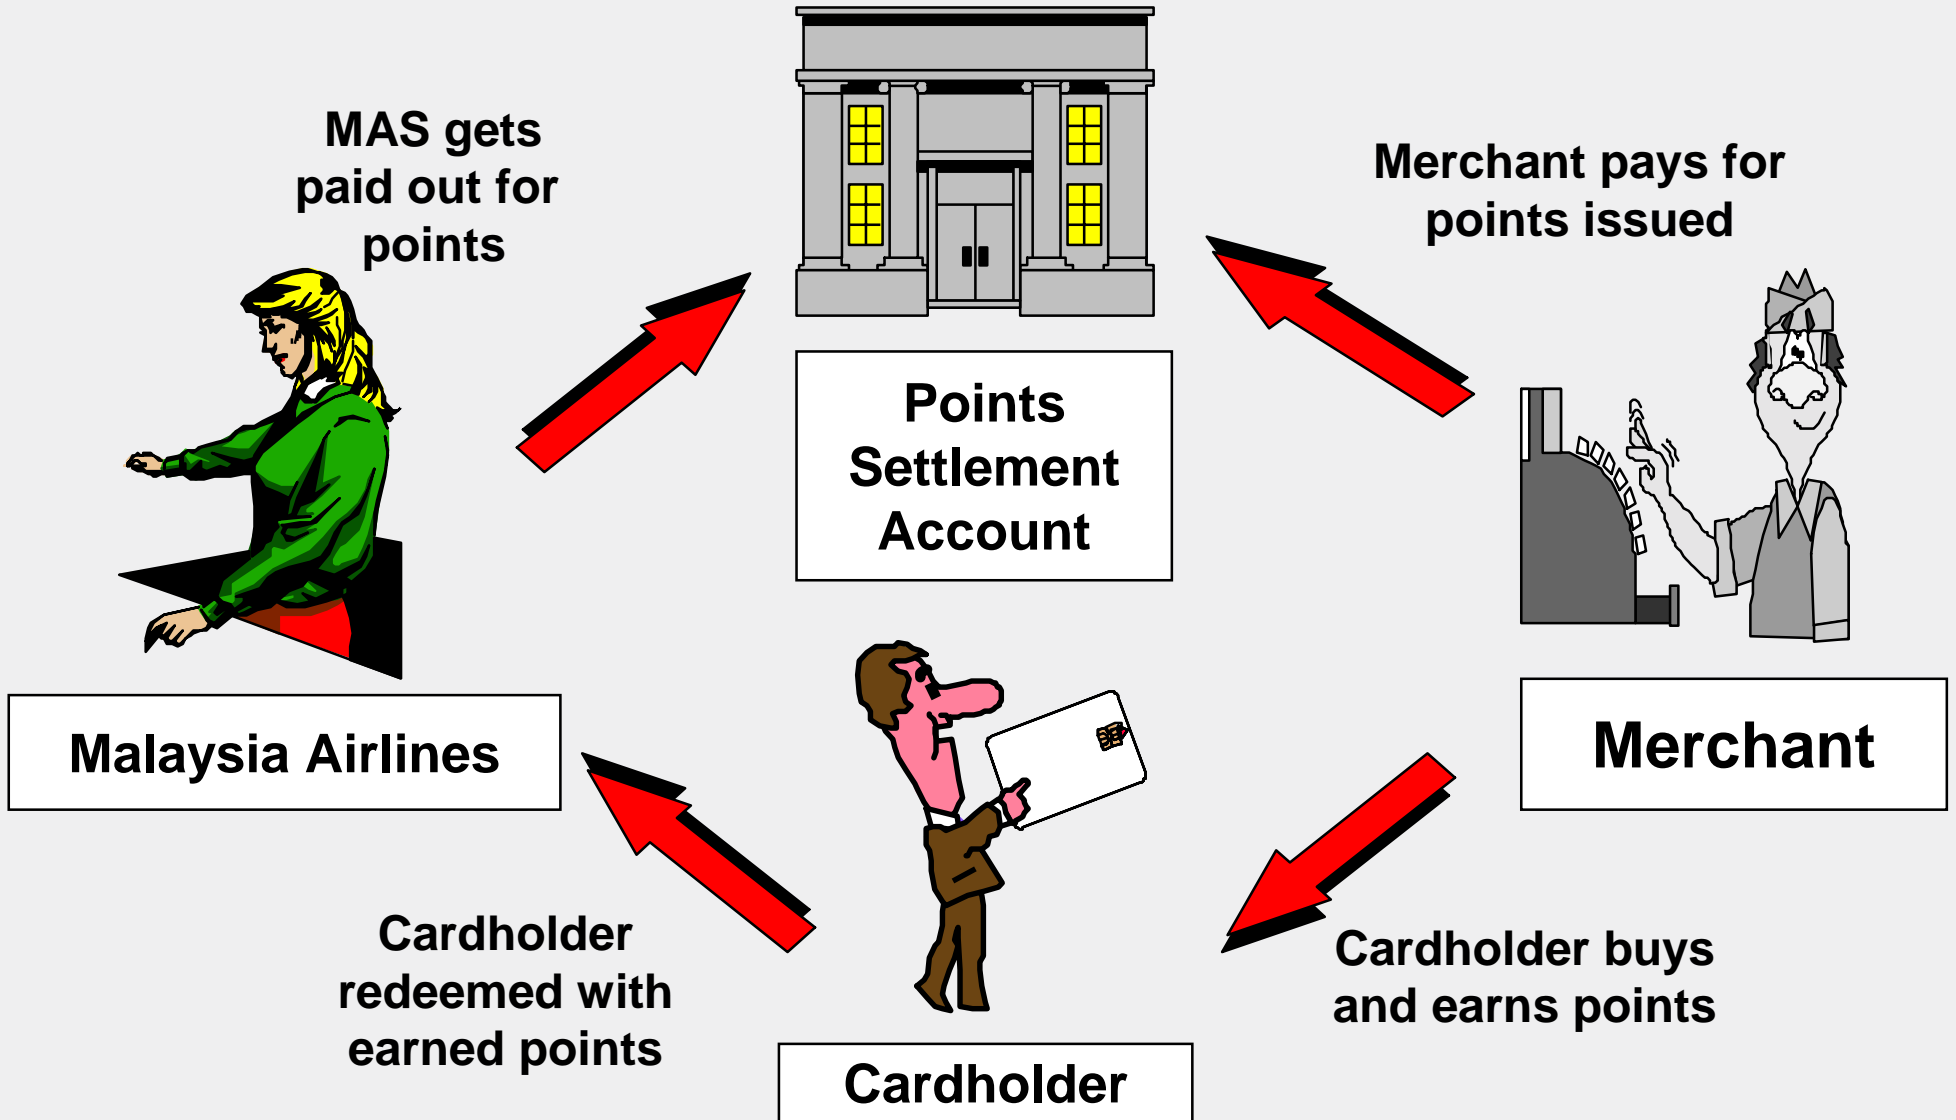 MAS gets
paid out for
points
Merchant pays for
points issued
Points
Settlement
Account
Malaysia Airlines
Merchant
Cardholder
redeemed with
earned points
Cardholder buys
and earns points
Cardholder